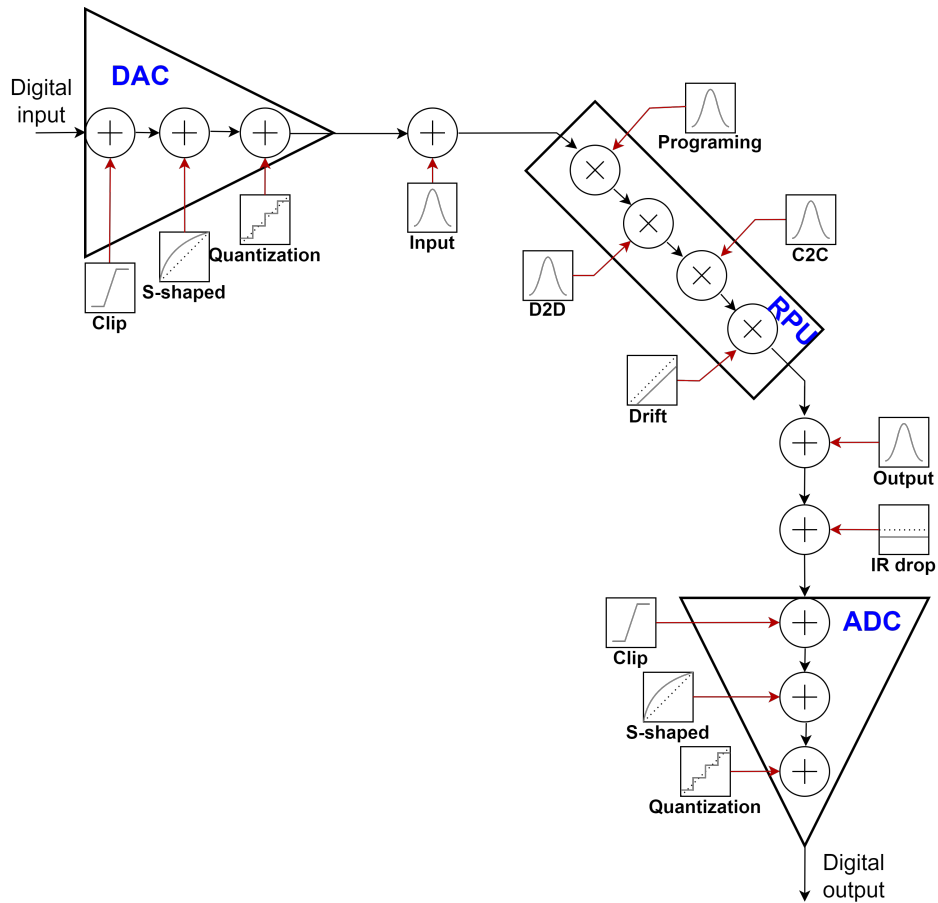 DAC
Digital
input
Clip
S-shaped
Quantization
Input
Programing
D2D
C2C
RPU
Drift
Output
IR drop
ADC
Clip
S-shaped
Quantization
Digital
output